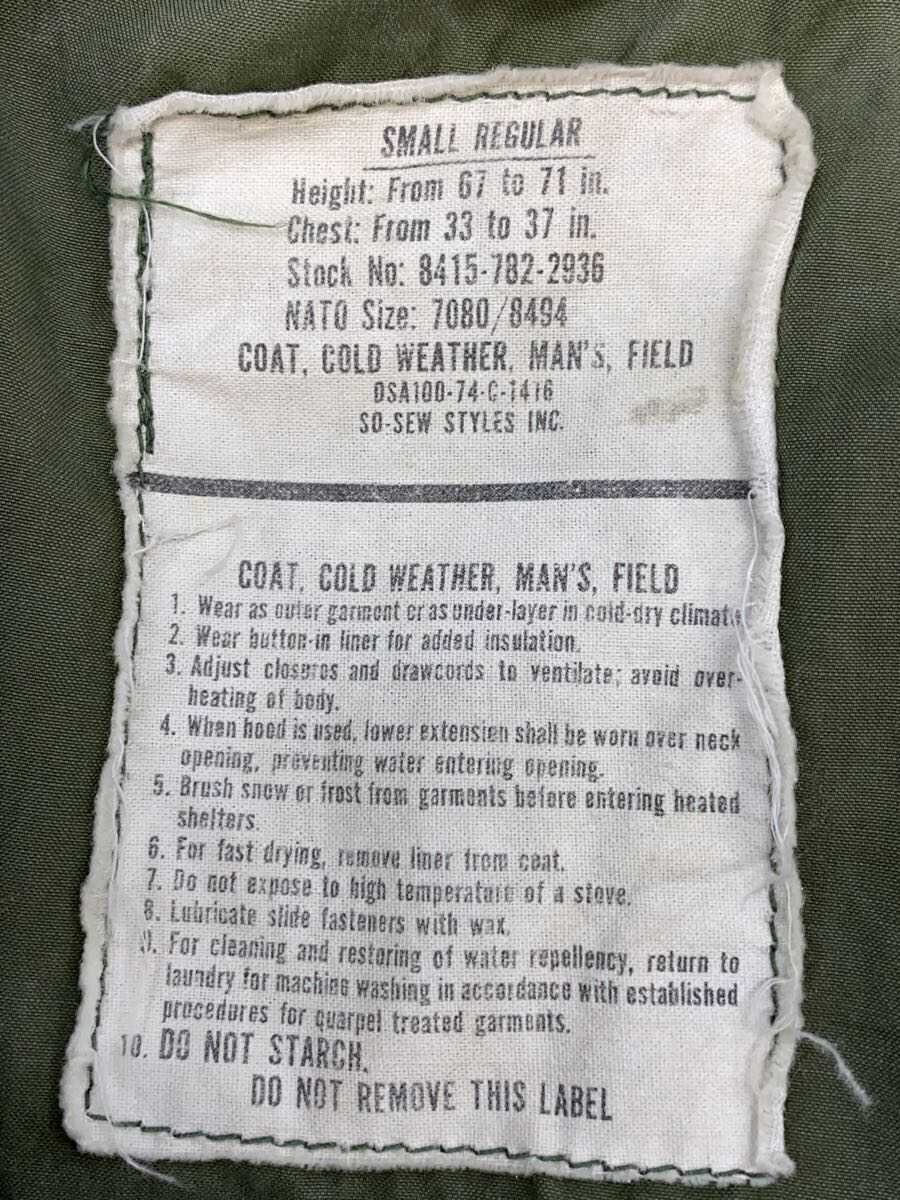 SMALL REGULAR
Height: From 67 to 71 in.
Chest: From 33 to 37 in.
Stock No: 8415-782-2936
NATO Size: 7080/8494
COAT, COLD WEATHER, MAN'S, FIELD
DSA100-74-C-1416
SO-SEW STYLES INC.
COAT, COLD WEATHER, MAN'S, FIELD
1. Wear as outer garment or as under-layer in cold-dry climate
2. Wear button-in liner for added insulation.
3. Adjust closures and drawcords to ventilate; avoid over-
heating of body.
4. When hood is used, lower extension shall be worn over neck
opening, preventing water entering opening.
5. Brush snow or frost from garments before entering heated
shelters.
6. For fast drying, remove liner from coat.
7. Do not expose to high temperature of a stove.
8. Lubricate slide fasteners with wax.
9. For cleaning and restoring of water repellency, return to
laundry for machine washing in accordance with established
procedures for quarpel treated garments.
10. DO NOT STARCH.
DO NOT REMOVE THIS LABEL